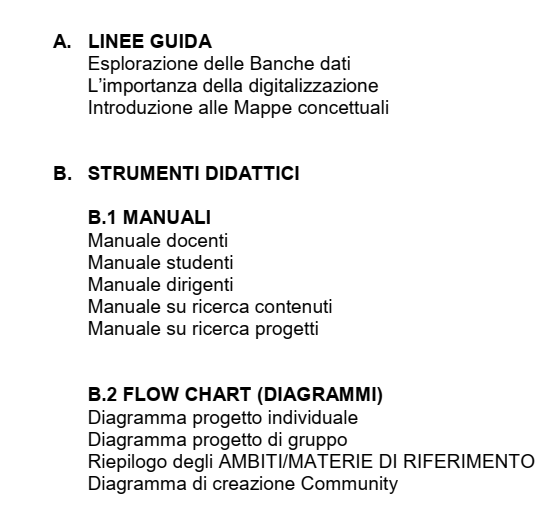 A. LINEE GUIDA
Esplorazione delle Banche dati
L'importanza della digitalizzazione
Introduzione alle Mappe concettuali
B. STRUMENTI DIDATTICI
B.1 MANUALI
Manuale docenti
Manuale studenti
Manuale dirigenti
Manuale su ricerca contenuti
Manuale su ricerca progetti
B.2 FLOW CHART (DIAGRAMMI)
Diagramma progetto individuale
Diagramma progetto di gruppo
Riepilogo degli AMBITI/MATERIE DI RIFERIMENTO
Diagramma di creazione Community